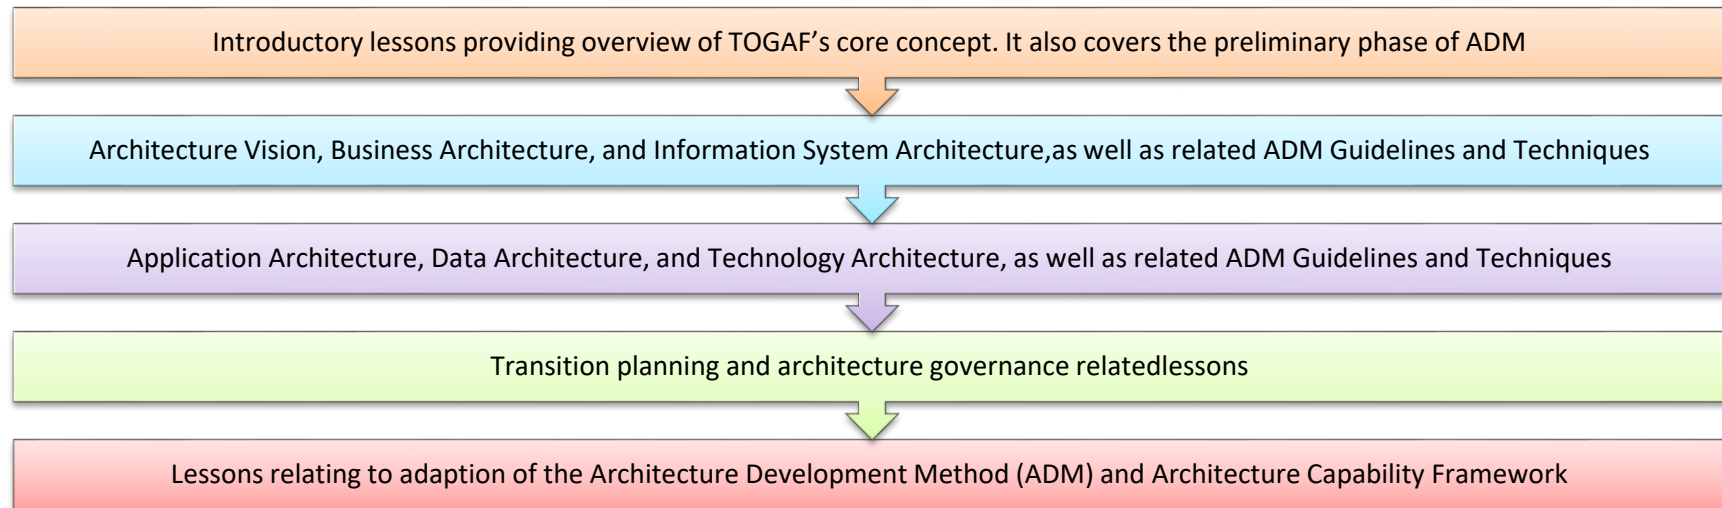 Introductory lessons providing overview of TOGAF’s core concept. It also covers the preliminary phase of ADM
Architecture Vision, Business Architecture, and Information System Architecture,as well as related ADM Guidelines and Techniques
Application Architecture, Data Architecture, and Technology Architecture, as well as related ADM Guidelines and Techniques
Transition planning and architecture governance relatedlessons
Lessons relating to adaption of the Architecture Development Method (ADM) and Architecture Capability Framework